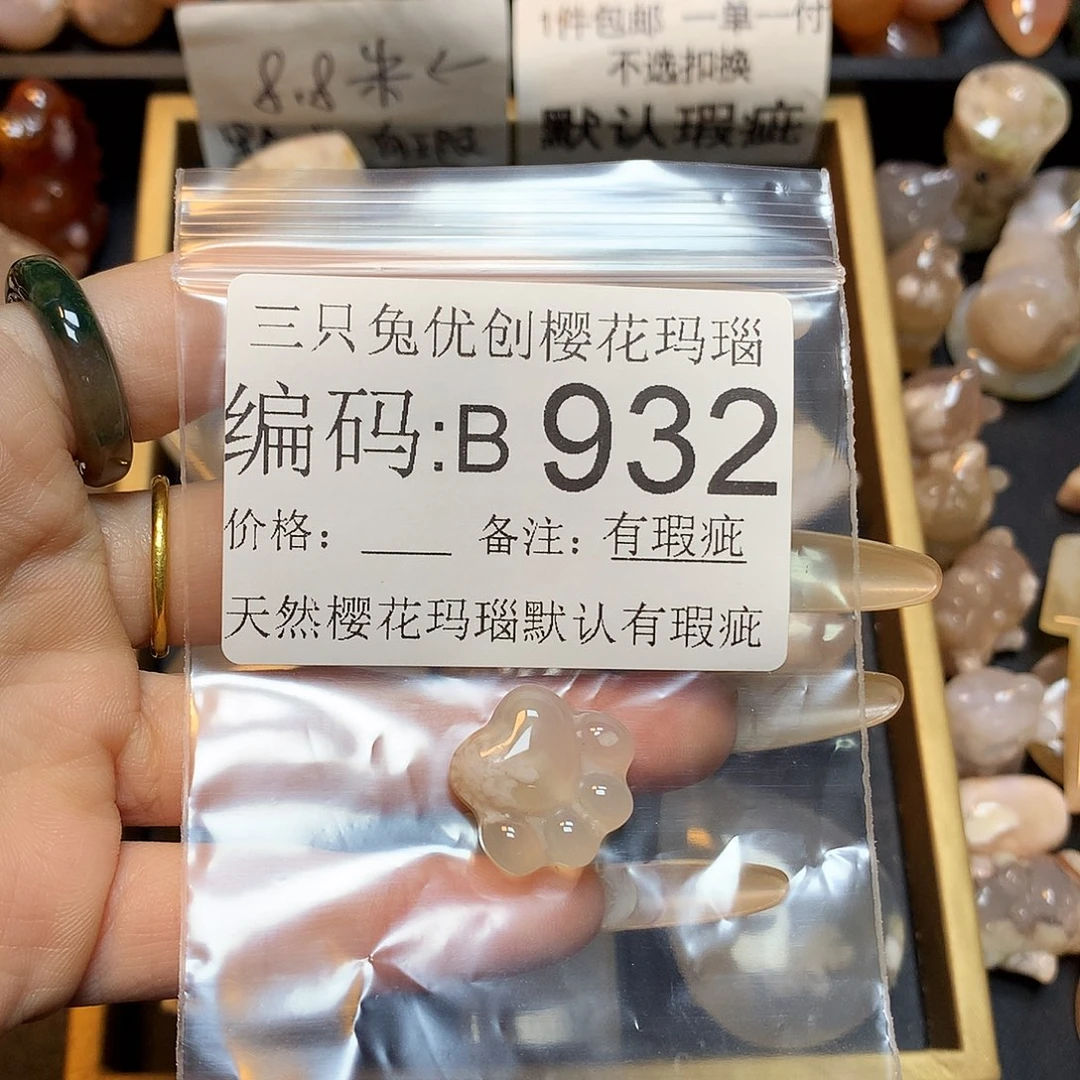 8.8米←
1件包邮 一单一付
不选扣换
默认瑕疵
三只兔优创樱花玛瑙
编码:B 932
价格：___ 备注：有瑕疵
天然樱花玛瑙默认有瑕疵